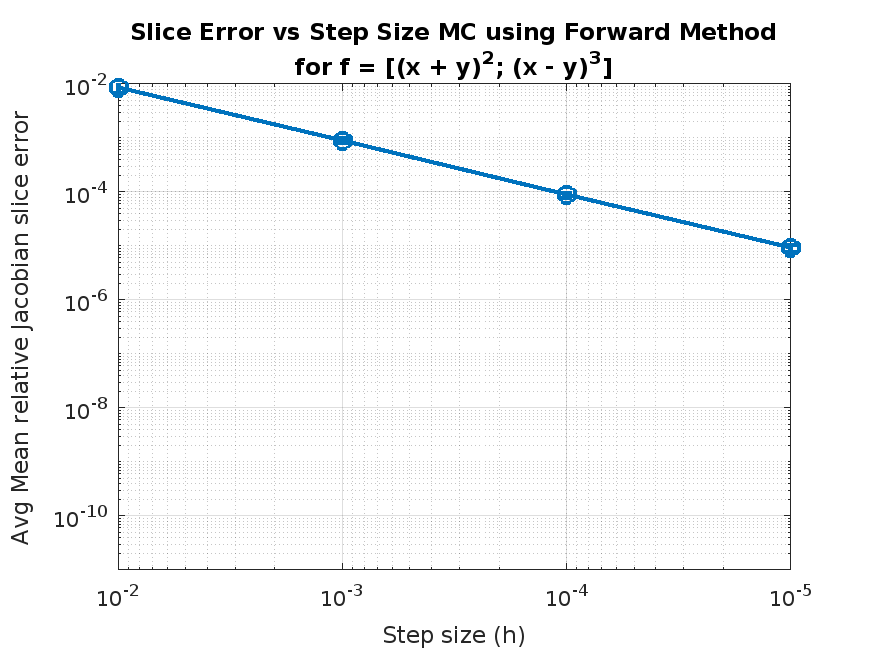 Slice Error vs Step Size MC using Forward Method
for f = [(x + y)^2; (x - y)^3]
Avg Mean relative Jacobian slice error
10^-2
10^-4
10^-6
10^-8
10^-10
10^-2 10^-3 10^-4 10^-5
Step size (h)